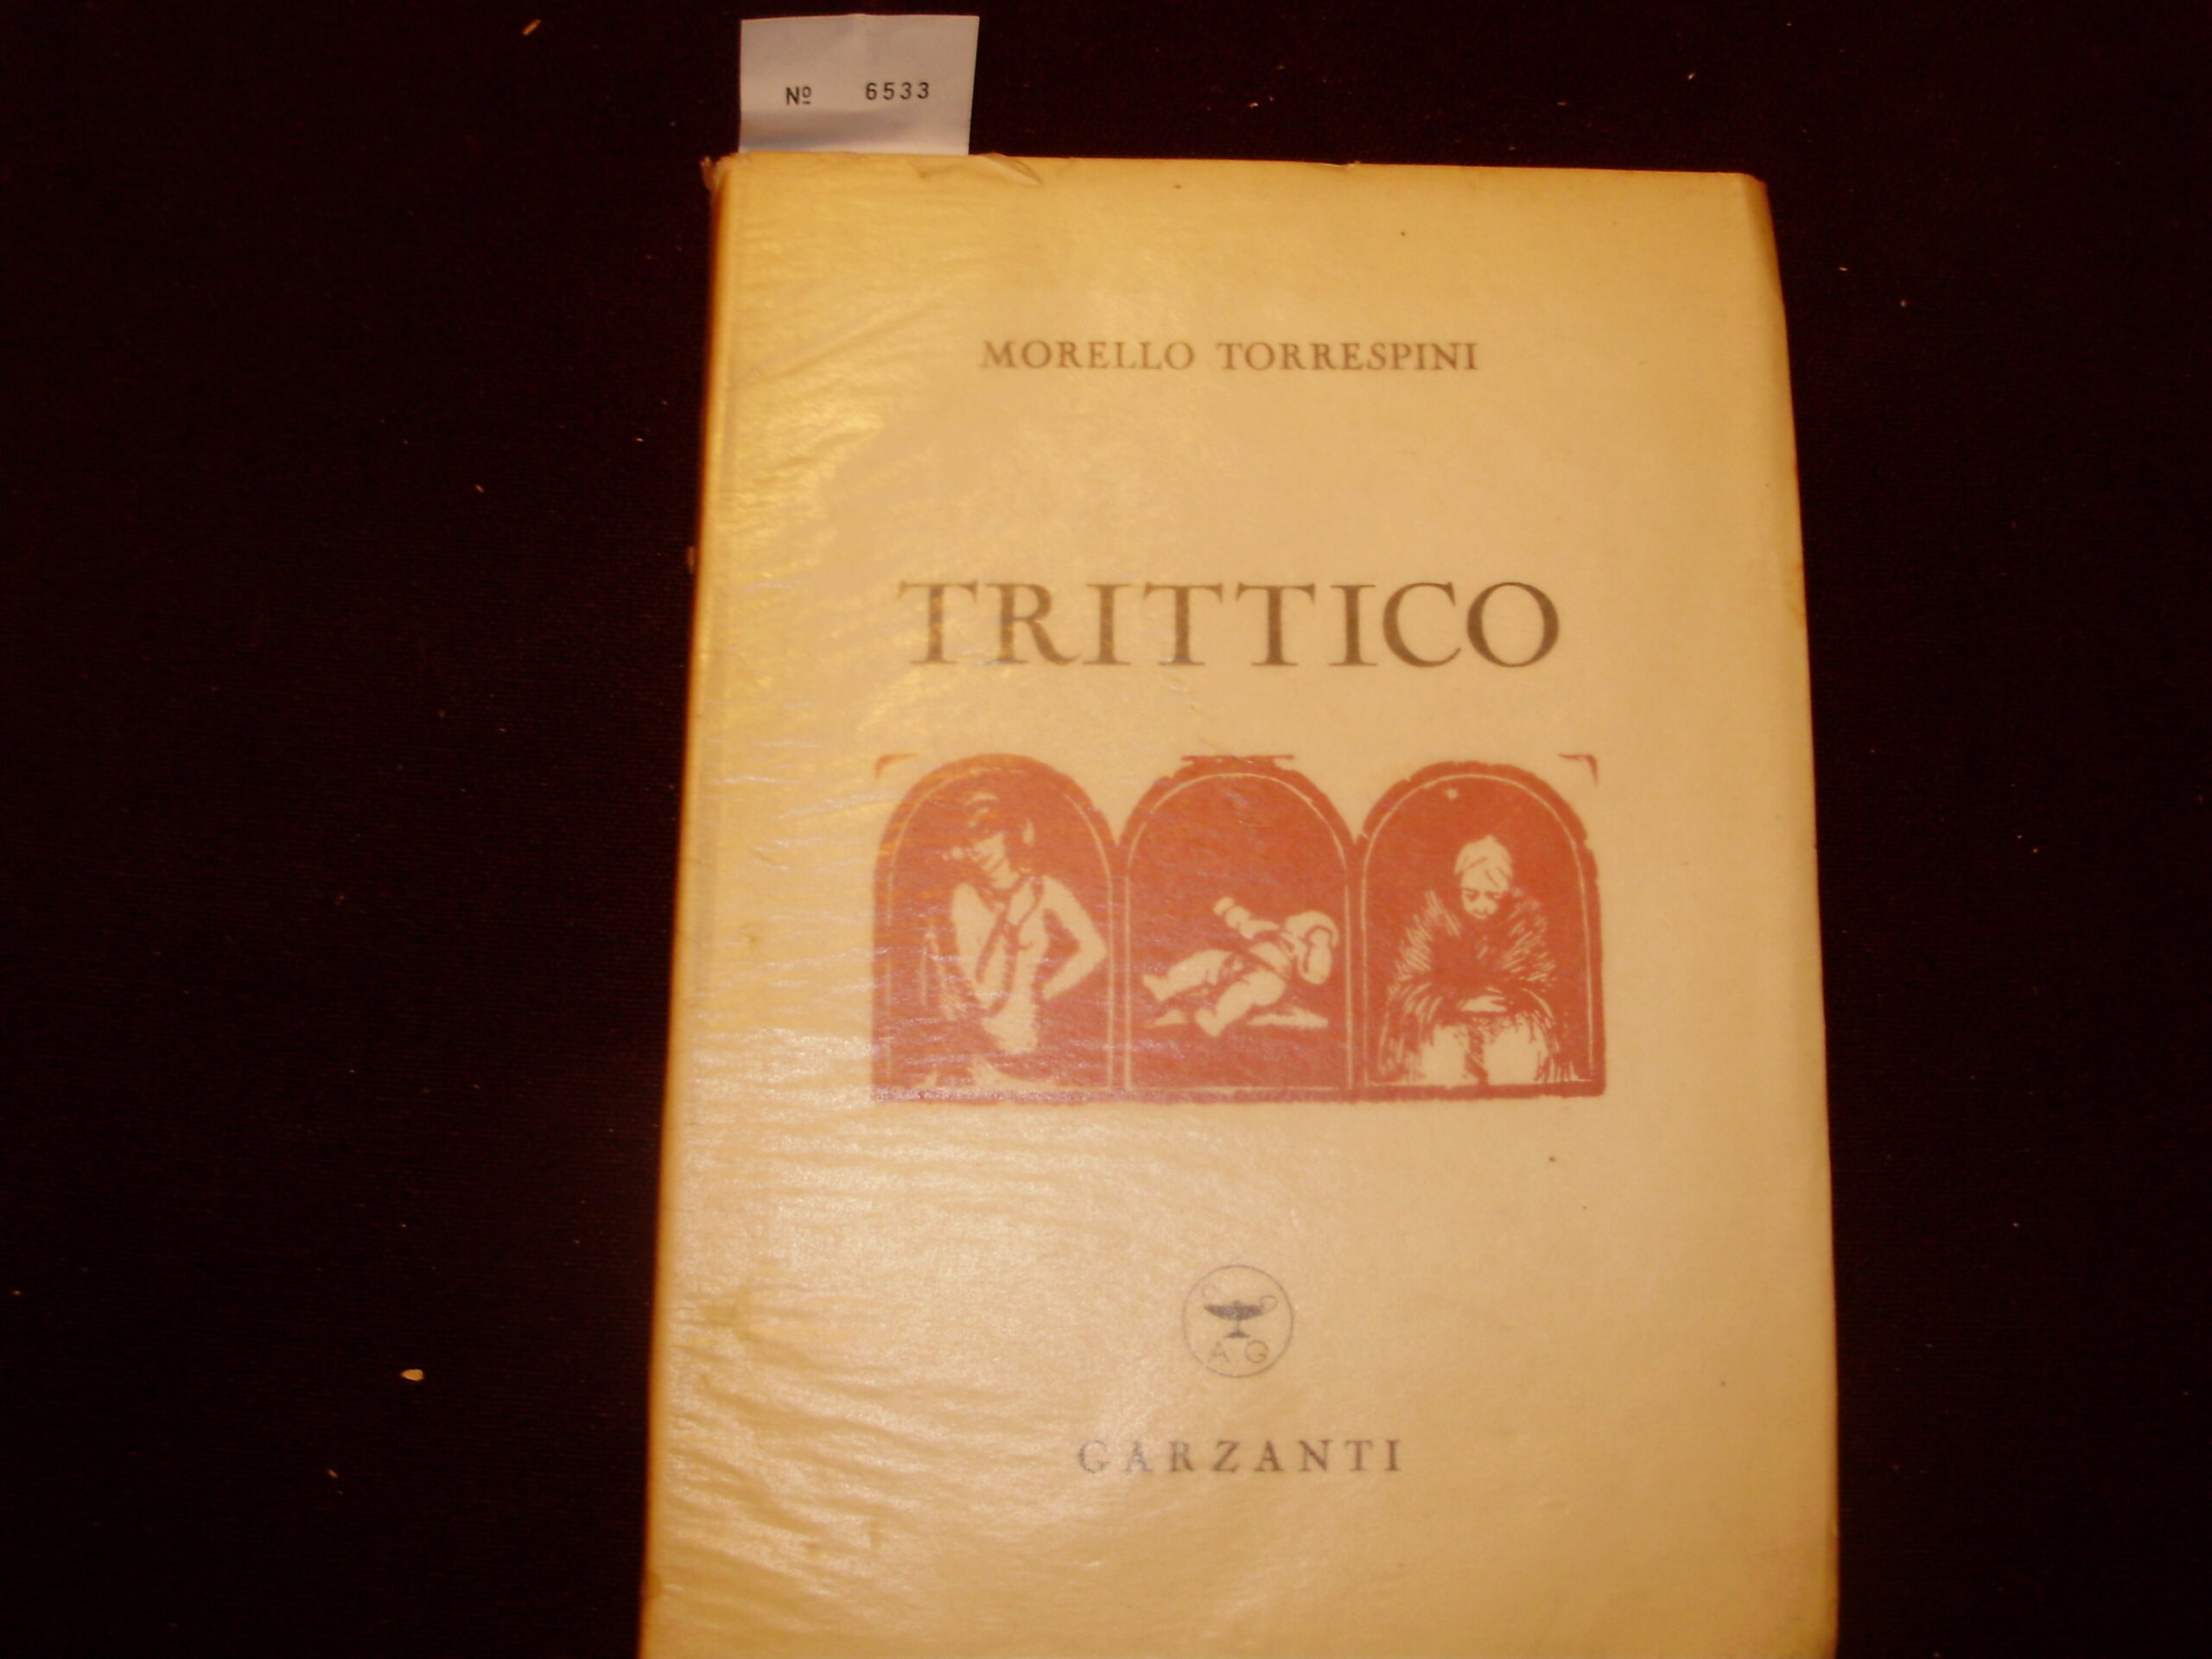 Nº 6533
MORELLO TORRESPINI
TRITTICO
A G
GARZANTI